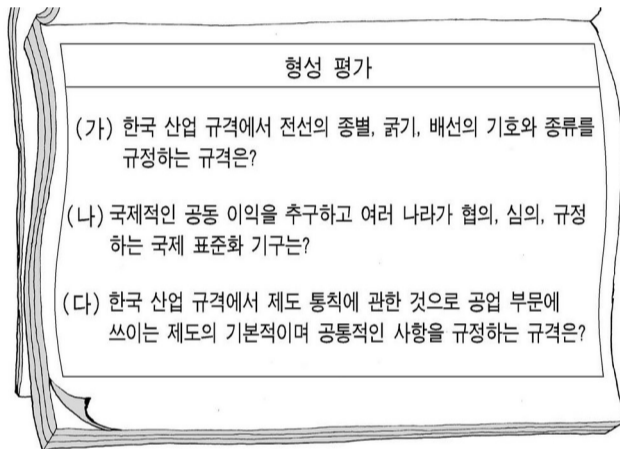 형성 평가
(가) 한국 산업 규격에서 전선의 종별, 굵기, 배선의 기호와 종류를
규정하는 규격은?
(나) 국제적인 공동 이익을 추구하고 여러 나라가 협의, 심의, 규정
하는 국제 표준화 기구는?
(다) 한국 산업 규격에서 제도 통칙에 관한 것으로 공업 부문에
쓰이는 제도의 기본적이며 공통적인 사항을 규정하는 규격은?